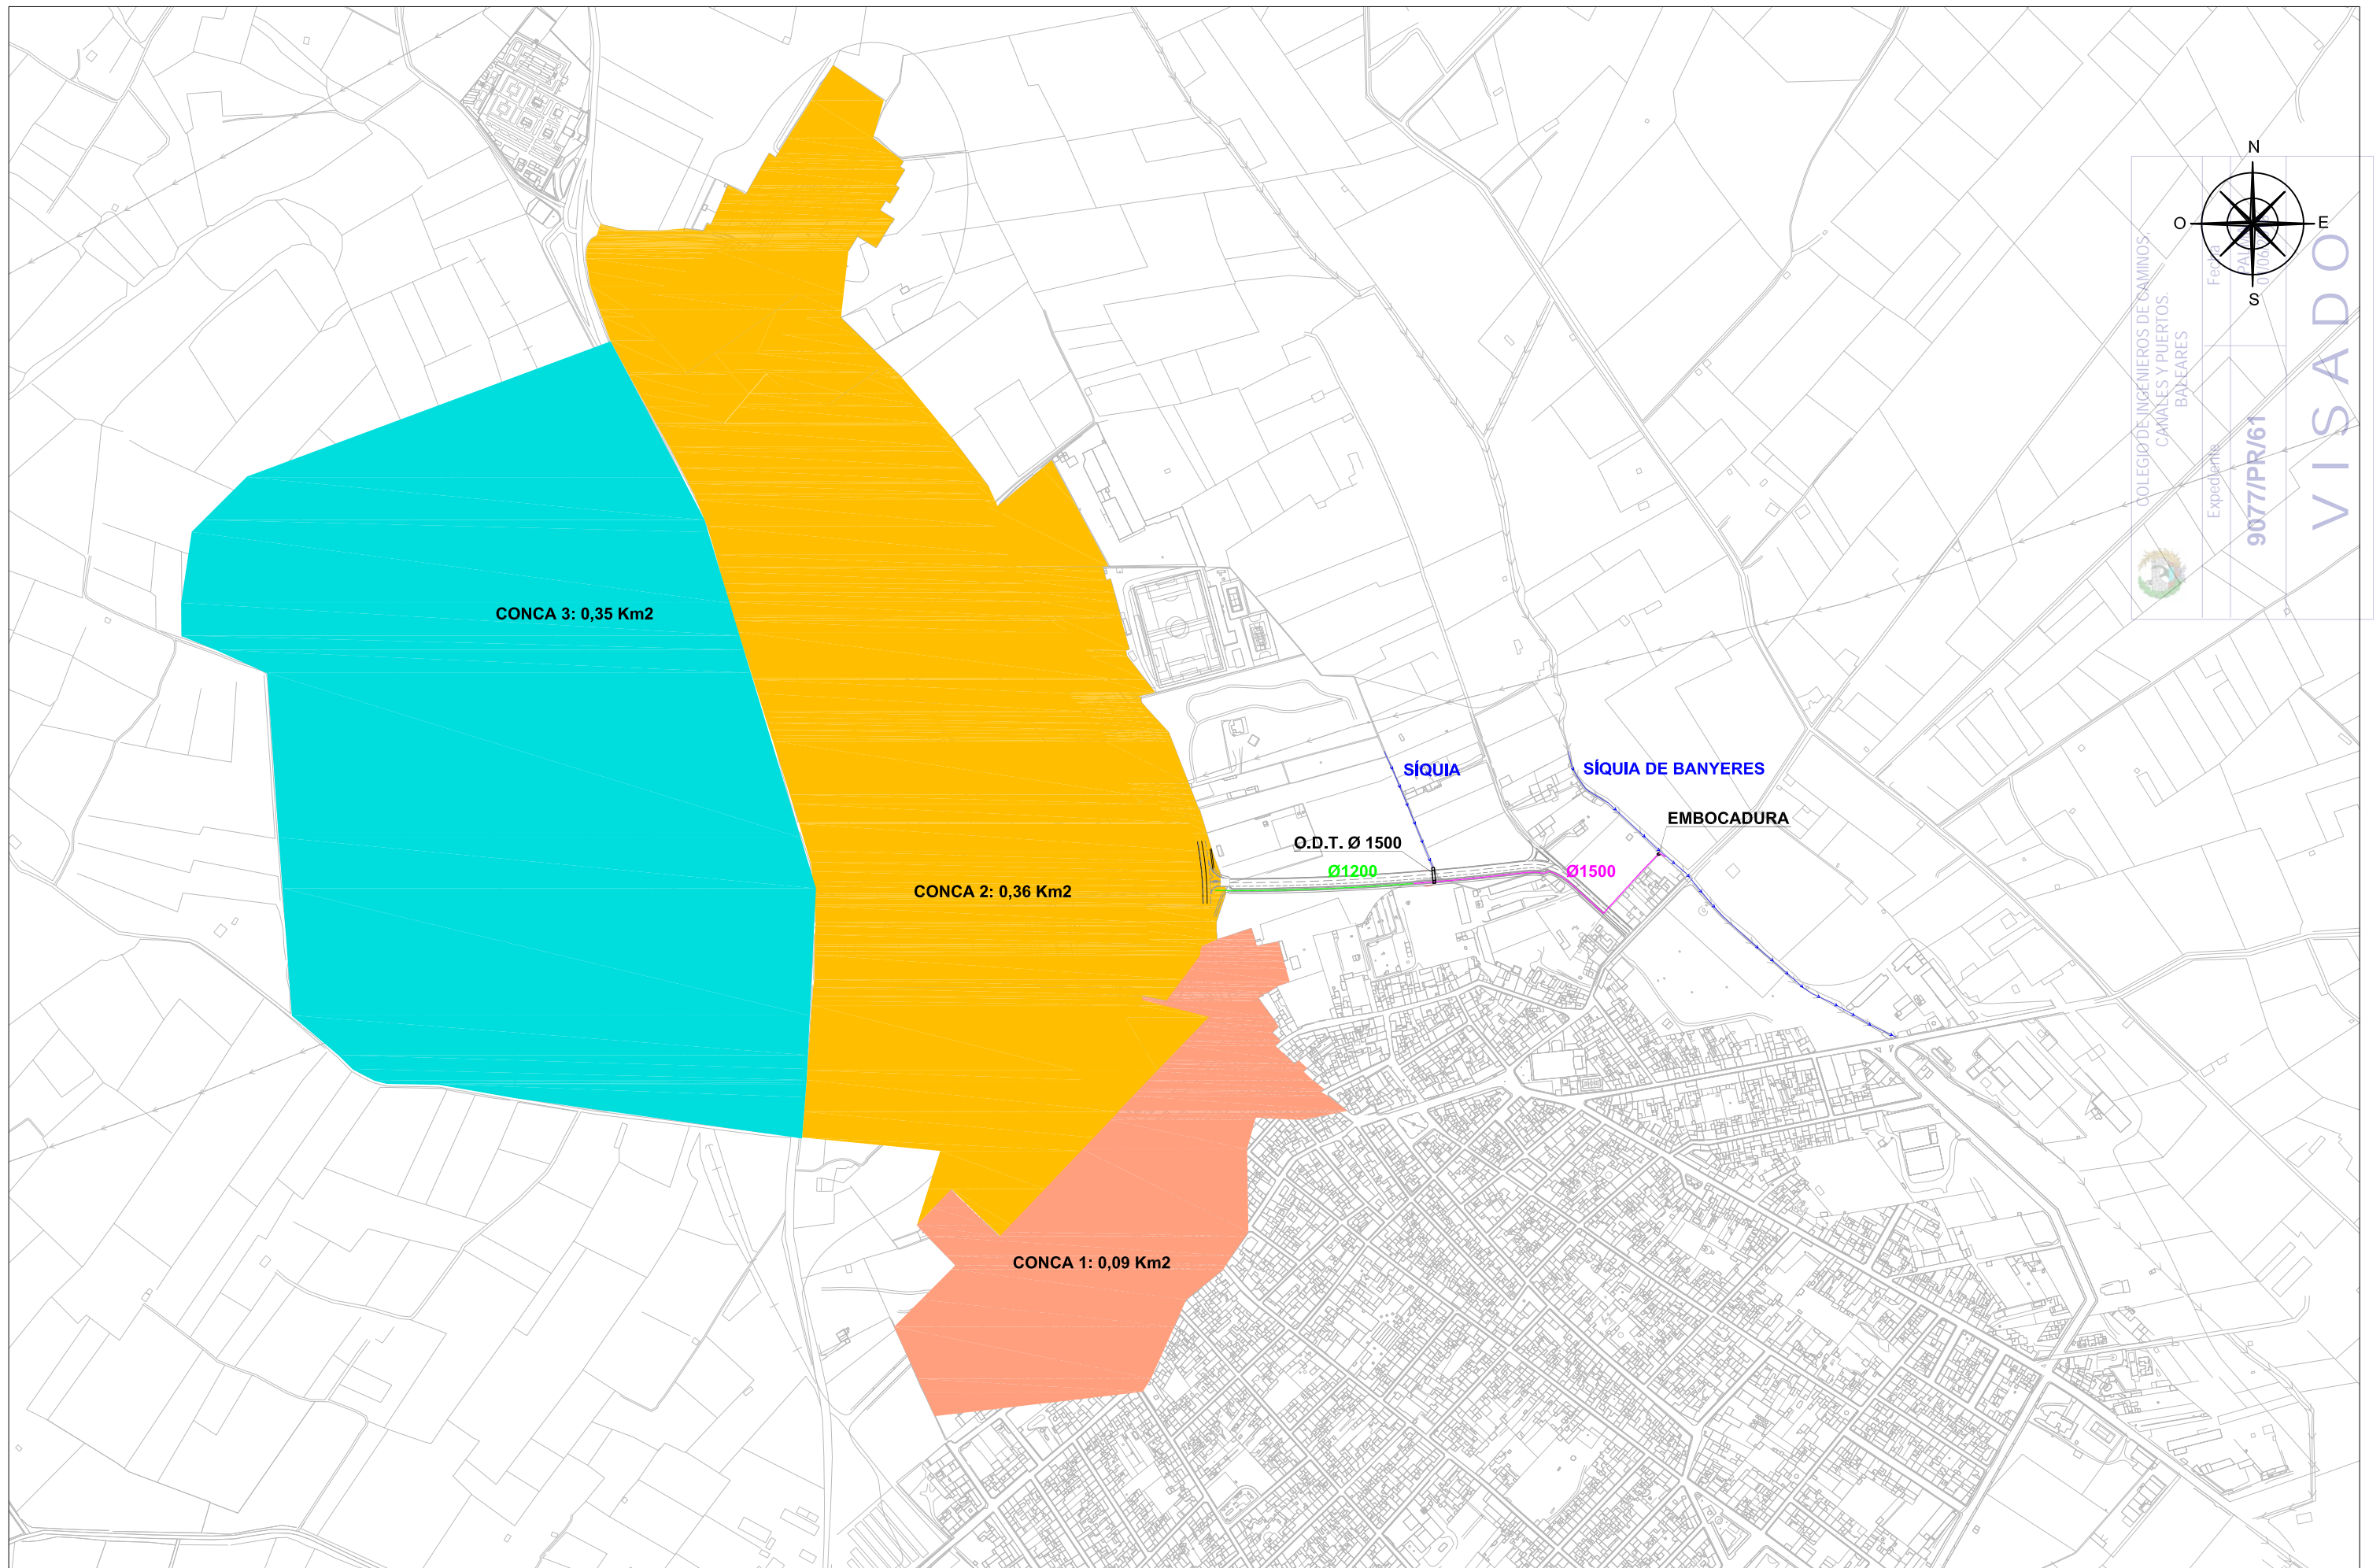 N
O
E
S
COLEGIO DE INGENIEROS DE CAMINOS,
CANALES Y PUERTOS.
BALEARES
Expediente
Fecha
9077/PR/61
VISADO
CONCA 3: 0,35 Km2
SÍQUIA
SÍQUIA DE BANYERES
EMBOCADURA
O.D.T. Ø 1500
Ø1200
Ø1500
CONCA 2: 0,36 Km2
CONCA 1: 0,09 Km2